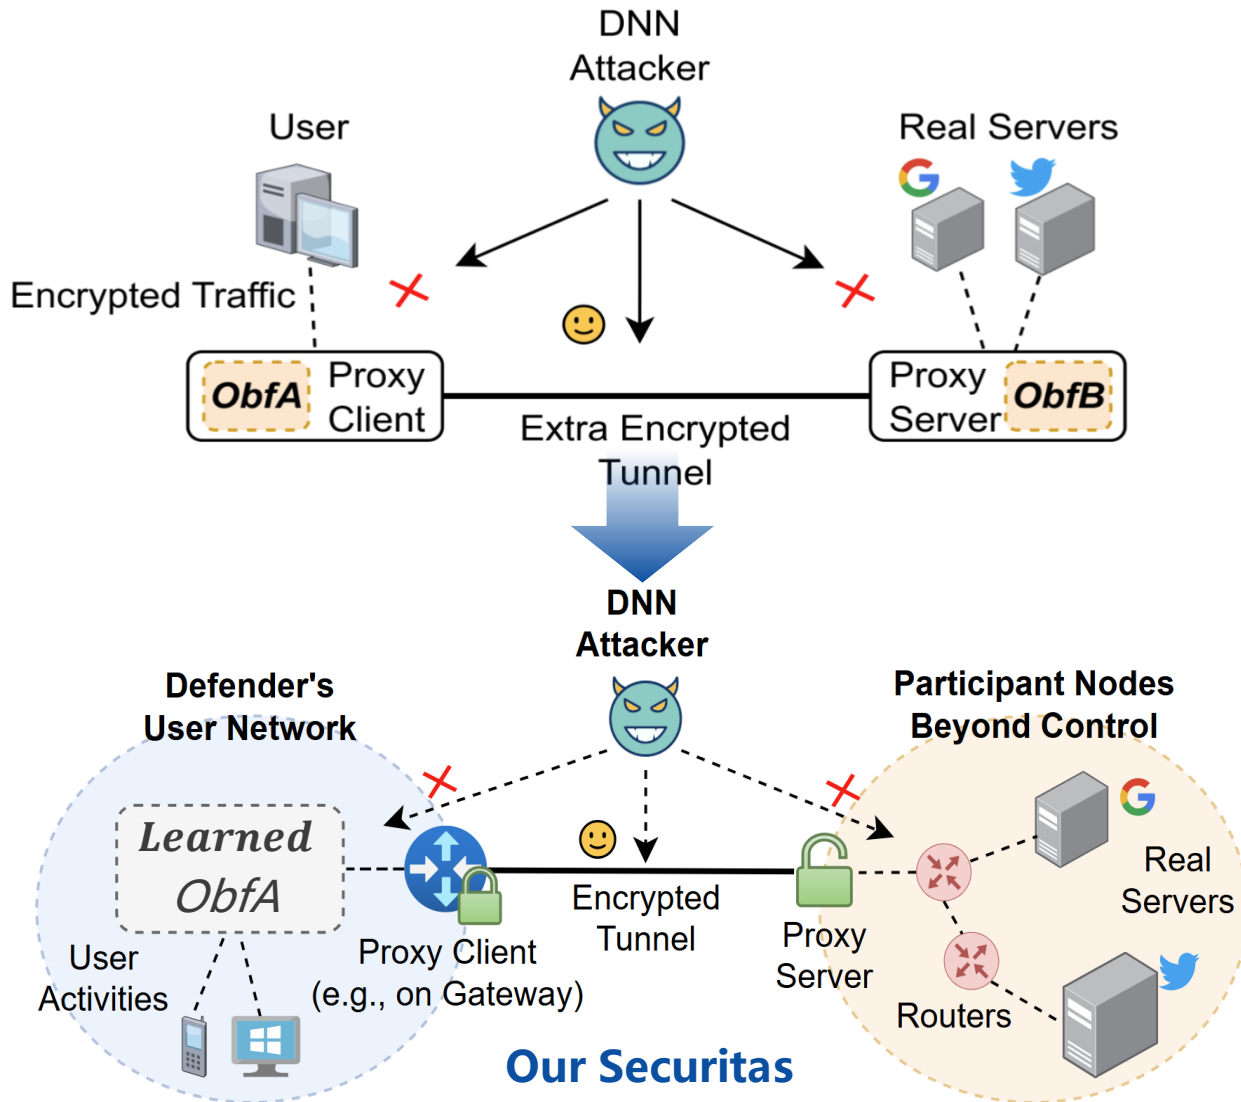 DNN
Attacker
User
Real Servers
Encrypted Traffic
ObfA
Proxy
Client
Proxy
Server
ObfB
Extra Encrypted
Tunnel
DNN
Attacker
Defender's
User Network
Participant Nodes
Beyond Control
Learned
ObfA
Real
Servers
Encrypted
Tunnel
Proxy
Server
User
Activities
Proxy Client
(e.g., on Gateway)
Routers
Our Securitas